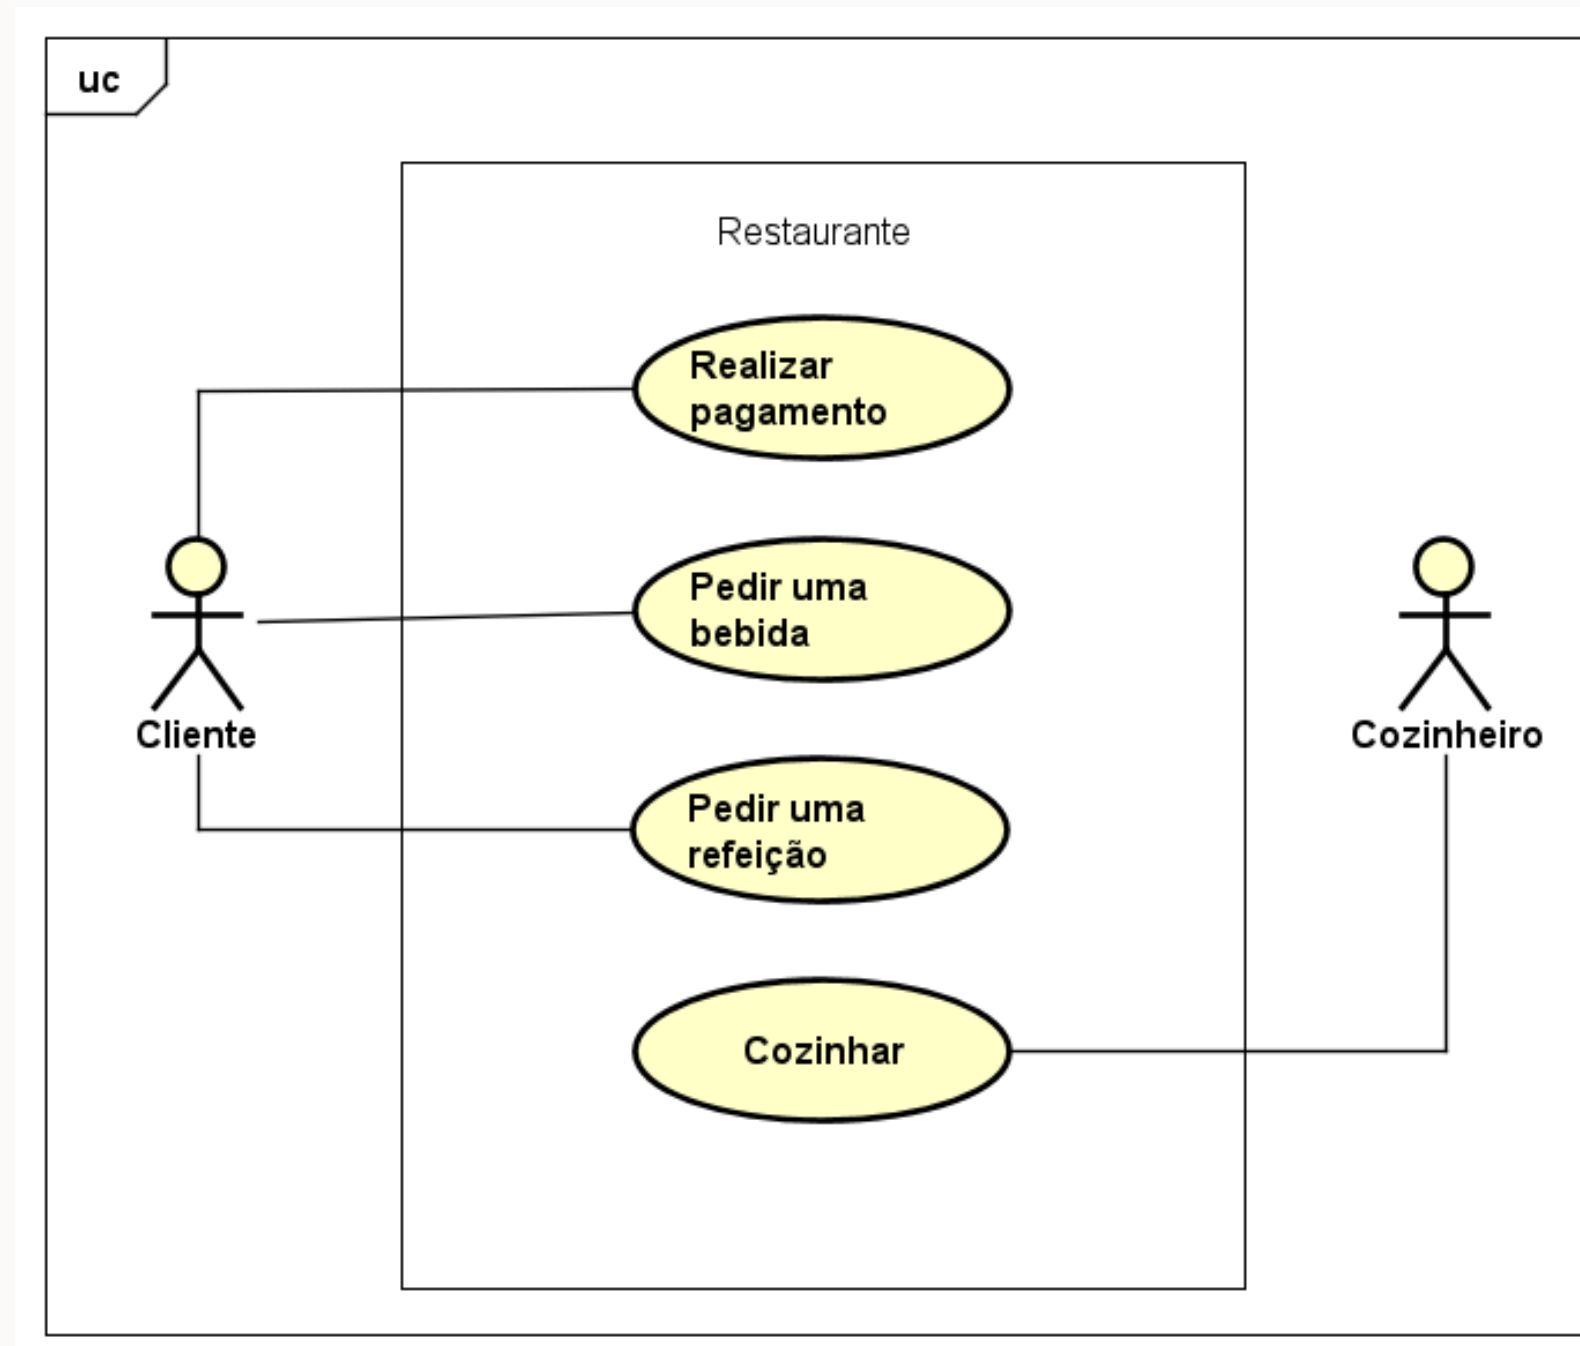 uc
Restaurante
Realizar
pagamento
Pedir uma
bebida
Cliente
Cozinheiro
Pedir uma
refeição
Cozinhar